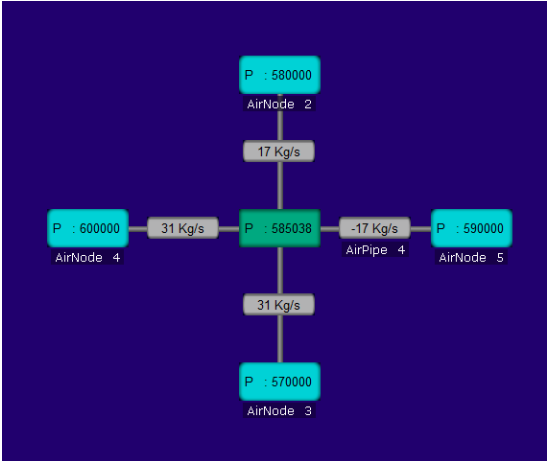 P : 580000
AirNode 2
17 Kg/s
P : 600000
31 Kg/s
P : 585038
-17 Kg/s
P : 590000
AirNode 4
AirPipe 4
AirNode 5
31 Kg/s
P : 570000
AirNode 3